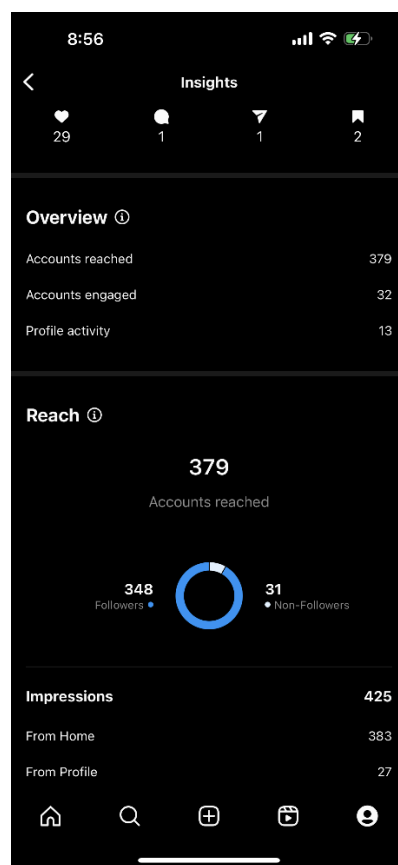 8:56
Insights
29 1 1 2
Overview
Accounts reached 379
Accounts engaged 32
Profile activity 13
Reach
379
Accounts reached
348 31
Followers Non-Followers
Impressions 425
From Home 383
From Profile 27